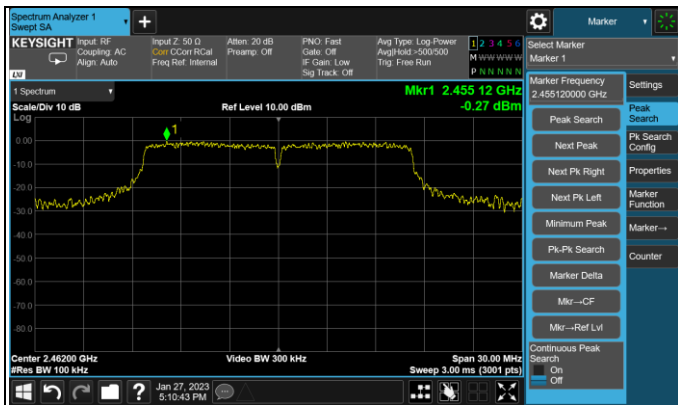 Spectrum Analyzer 1
Swept SA
Marker
KEYSIGHT
Input: RF
Coupling: AC
Align: Auto
Input Z: 50 Ω
Corr CCorr RCal
Freq Ref: Internal
Atten: 20 dB
Preamp: Off
PNO: Fast
Gate: Off
IF Gain: Low
Sig Track: Off
Avg Type: Log-Power
Avg|Hold:>500/500
Trig: Free Run
1 2 3 4 5 6
M W W W W W
P N N N N N
LXI
Select Marker
Marker 1
1 Spectrum
Mkr1 2.455 12 GHz
Scale/Div 10 dB
Ref Level 10.00 dBm
-0.27 dBm
Log
1
0.00
-10.0
-20.0
-30.0
-40.0
-50.0
-60.0
-70.0
-80.0
Center 2.46200 GHz
Video BW 300 kHz
Span 30.00 MHz
#Res BW 100 kHz
Sweep 3.00 ms (3001 pts)
Marker Frequency
2.455120000 GHz
Peak Search
Next Peak
Next Pk Right
Next Pk Left
Minimum Peak
Pk-Pk Search
Marker Delta
Mkr→CF
Mkr→Ref Lvl
Continuous Peak
Search
On
Off
Settings
Peak
Search
Pk Search
Config
Properties
Marker
Function
Marker→
Counter
?
Jan 27, 2023
5:10:43 PM